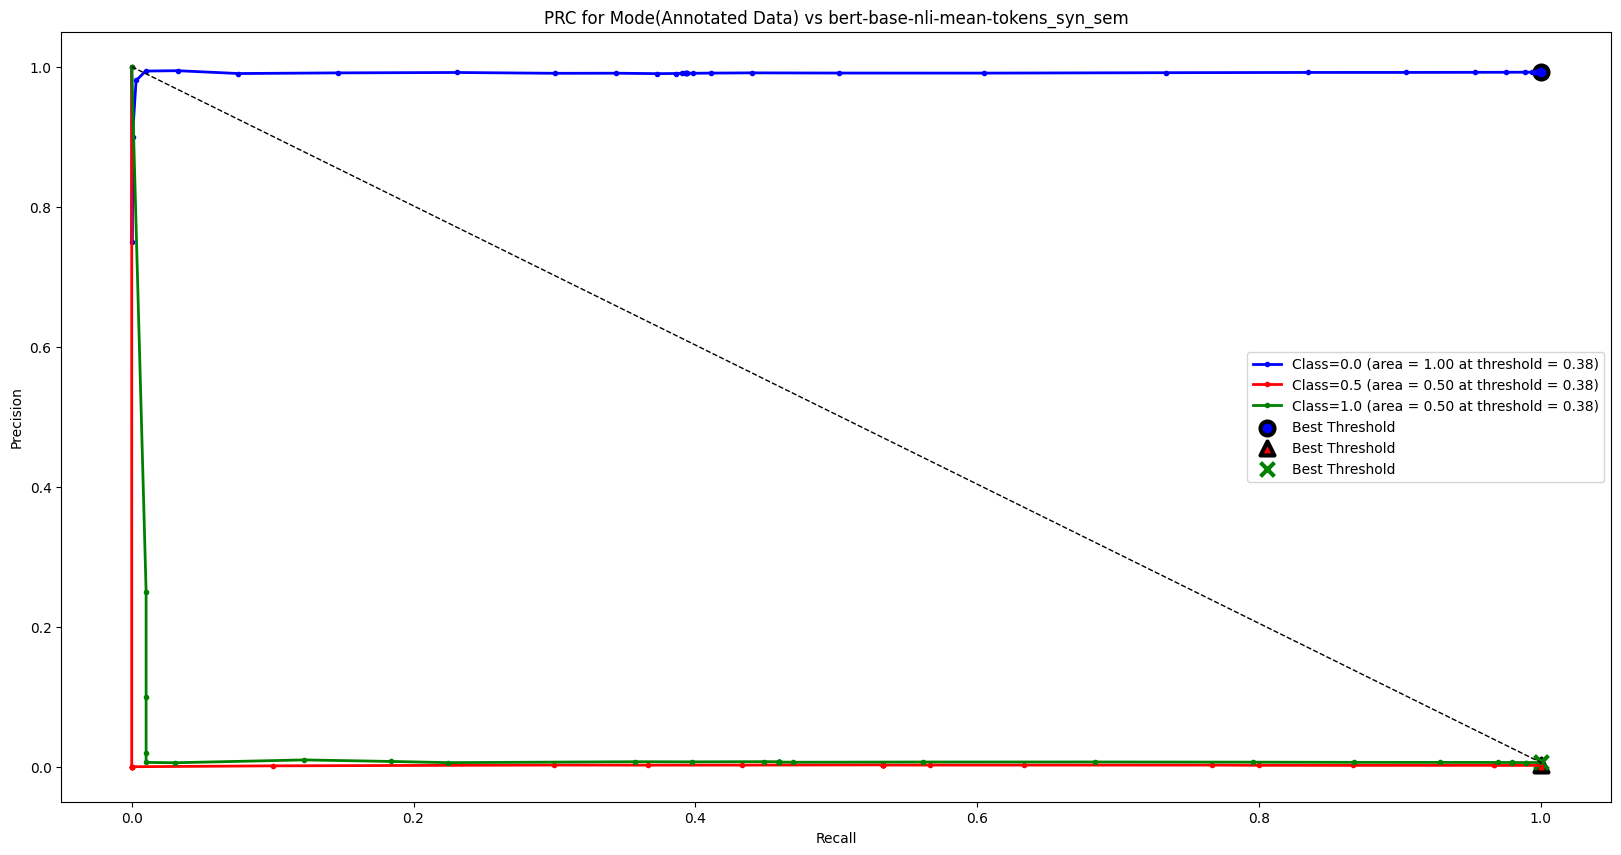 PRC for Mode(Annotated Data) vs bert-base-nli-mean-tokens_syn_sem
1.0
0.8
0.6
0.4
0.2
0.0
Precision
Class=0.0 (area = 1.00 at threshold = 0.38)
Class=0.5 (area = 0.50 at threshold = 0.38)
Class=1.0 (area = 0.50 at threshold = 0.38)
Best Threshold
Best Threshold
Best Threshold
0.0 0.2 0.4 0.6 0.8 1.0
Recall